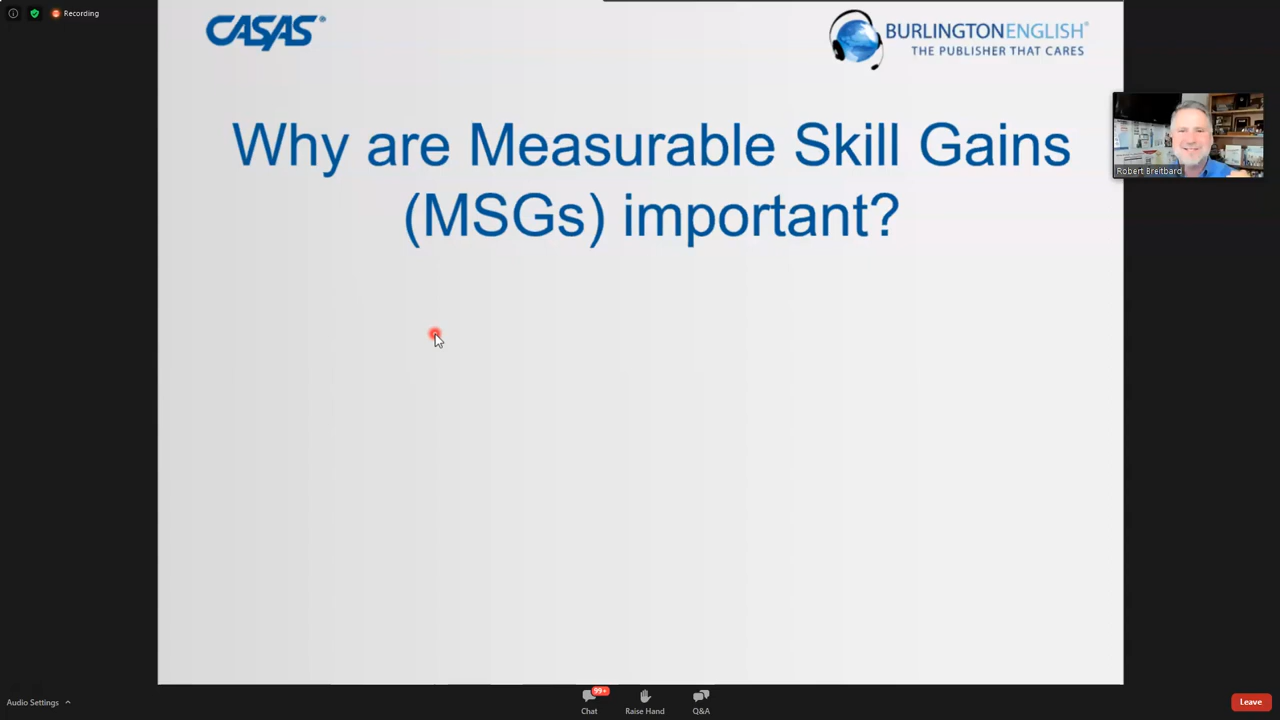 Recording
CASAS®
BURLINGTONENGLISH®
THE PUBLISHER THAT CARES
Why are Measurable Skill Gains
(MSGs) important?
Robert Breitbard
Audio Settings
99+
Chat
Raise Hand
Q&A
Leave